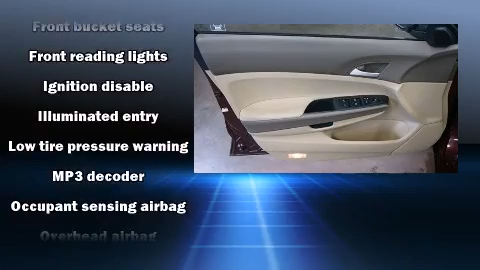 Front bucket seats
Front reading lights
Ignition disable
Illuminated entry
Low tire pressure warning
MP3 decoder
Occupant sensing airbag
Overhead airbag